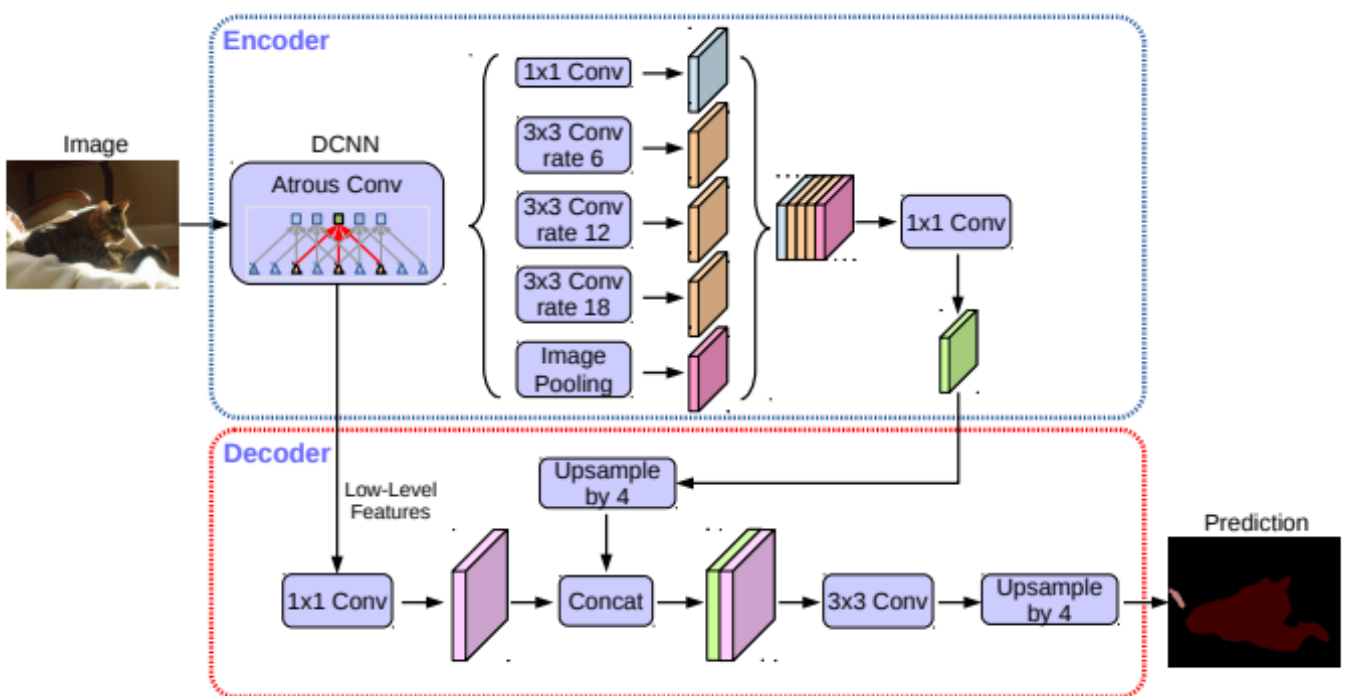 Encoder
Image
DCNN
Atrous Conv
1x1 Conv
3x3 Conv
rate 6
3x3 Conv
rate 12
3x3 Conv
rate 18
Image
Pooling
1x1 Conv
Decoder
Low-Level
Features
Upsample
by 4
1x1 Conv
Concat
3x3 Conv
Upsample
by 4
Prediction